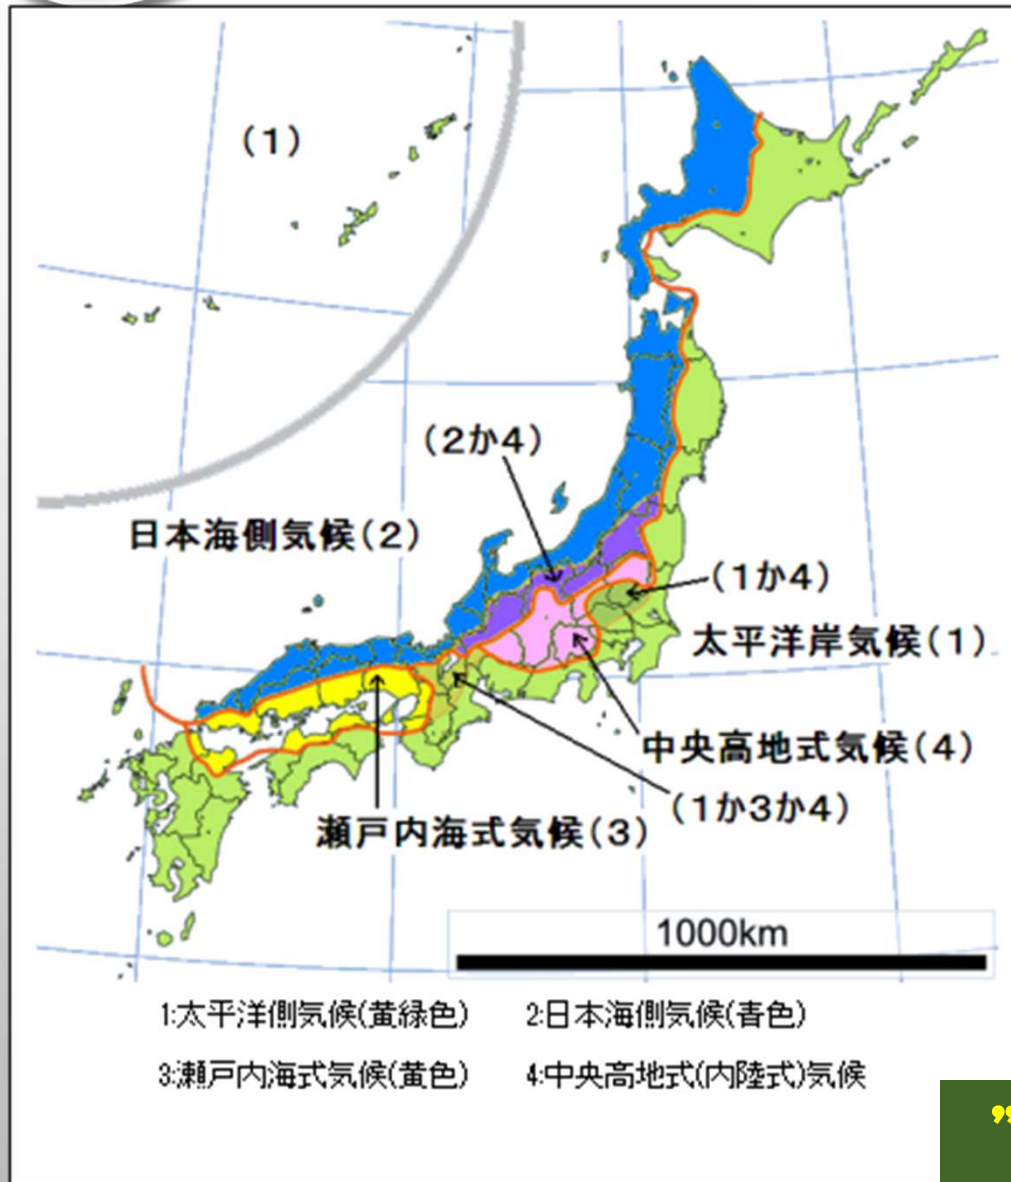 (1)
(2か4)
日本海側気候(2)
(1か4)
太平洋岸気候(1)
中央高地式気候(4)
(1か3か4)
瀬戸内海式気候(3)
1000km
1:太平洋側気候(黄緑色) 2:日本海側気候(青色)
3:瀬戸内海式気候(黄色) 4:中央高地式(内陸式)気候
”